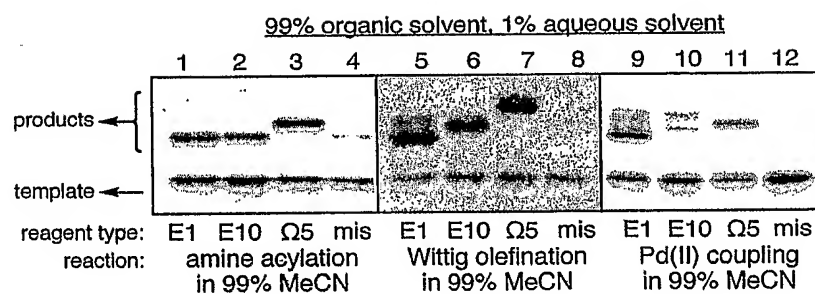 99% organic solvent, 1% aqueous solvent
1 2 3 4 5 6 7 8 9 10 11 12
products
template
reagent type: E1 E10 Ω5 mis E1 E10 Ω5 mis E1 E10 Ω5 mis
reaction: amine acylation Wittig olefination Pd(II) coupling
in 99% MeCN in 99% MeCN in 99% MeCN